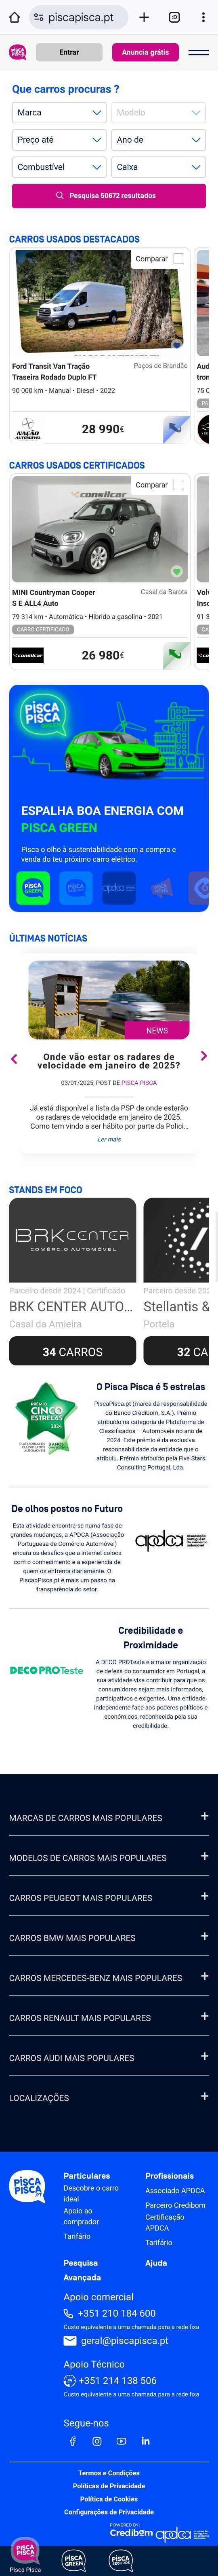 piscapisca.pt
PISCA PISCA
Entrar
Anuncia grátis
Que carros procuras ?
Marca
Modelo
Preço até
Ano de
Combustível
Caixa
Pesquisa 50672 resultados
CARROS USADOS DESTACADOS
Comparar
Ford Transit Van Tração
Traseira Rodado Duplo FT
Paços de Brandão
90 000 km • Manual • Diesel • 2022
NAÇÃO
AUTOMÓVEL
28 990€
Aud
tron
75 0
CARROS USADOS CERTIFICADOS
Comparar
consilcar
MINI Countryman Cooper
S E ALL4 Auto
Casal da Barota
79 314 km • Automática • Híbrido a gasolina • 2021
CARRO CERTIFICADO
consilcar
26 980€
Volv
Insc
91 3
CA
PISCA
PISCA
GREEN
ESPALHA BOA ENERGIA COM
PISCA GREEN
Pisca o olho à sustentabilidade com a compra e
venda do teu próximo carro elétrico.
PISCA GREEN
apdca
ÚLTIMAS NOTÍCIAS
NEWS
Onde vão estar os radares de
velocidade em janeiro de 2025?
03/01/2025, POST DE PISCA PISCA
Já está disponível a lista da PSP de onde estarão
os radares de velocidade em janeiro de 2025.
Como tem vindo a ser hábito por parte da Polici...
Ler mais
STANDS EM FOCO
BRK CENTER
COMÉRCIO AUTOMÓVEL
Parceiro desde 2024 | Certificado
BRK CENTER AUTO...
Casal da Amieira
34 CARROS
Parceiro desde 202
Stellantis &
Portela
32 CA
PRÉMIO
CINCO
ESTRELAS
2024
O Pisca Pisca é 5 estrelas
PiscaPisca.pt (marca da responsabilidade
do Banco Credibom, S.A.). Prémio
atribuído na categoria Plataforma de
Classificados – Automóveis no ano de
2024. Este prémio é da exclusiva
responsabilidade da entidade que o
atribuiu. Prémio atribuído pela Five Stars
Consulting Portugal, Lda.
De olhos postos no Futuro
Esta atividade encontra-se numa fase de
grandes mudanças, a APDCA (Associação
Portuguesa de Comércio Automóvel)
encara os desafios que a internet coloca
com o conhecimento e a experiência de
quem os enfrenta diariamente. O
PiscapPisca.pt é mais um passo na
transparência do setor.
apdca
Credibilidade e
Proximidade
DECO PROTeste
A DECO PROTeste é a maior organização
de defesa do consumidor em Portugal, a
sua atividade visa contribuir para que os
consumidores sejam mais informados,
participativos e exigentes. Uma entidade
independente face aos poderes políticos e
económicos, reconhecida pela sua
credibilidade.
MARCAS DE CARROS MAIS POPULARES
MODELOS DE CARROS MAIS POPULARES
CARROS PEUGEOT MAIS POPULARES
CARROS BMW MAIS POPULARES
CARROS MERCEDES-BENZ MAIS POPULARES
CARROS RENAULT MAIS POPULARES
CARROS AUDI MAIS POPULARES
LOCALIZAÇÕES
PISCA
PISCA
.PT
Particulares
Descobre o carro
ideal
Apoio ao
comprador
Tarifário
Profissionais
Associado APDCA
Parceiro Credibom
Certificação
APDCA
Tarifário
Pesquisa
Avançada
Ajuda
Apoio comercial
+351 210 184 600
Custo equivalente a uma chamada para a rede fixa
geral@piscapisca.pt
Apoio Técnico
+351 214 138 506
Custo equivalente a uma chamada para a rede fixa
Segue-nos
Termos e Condições
Políticas de Privacidade
Política de Cookies
Configurações de Privacidade
POWERED BY:
Credibom
apdca
PISCA PISCA
Pisca Pisca
PISCA GREEN
PISCA SEGUROS